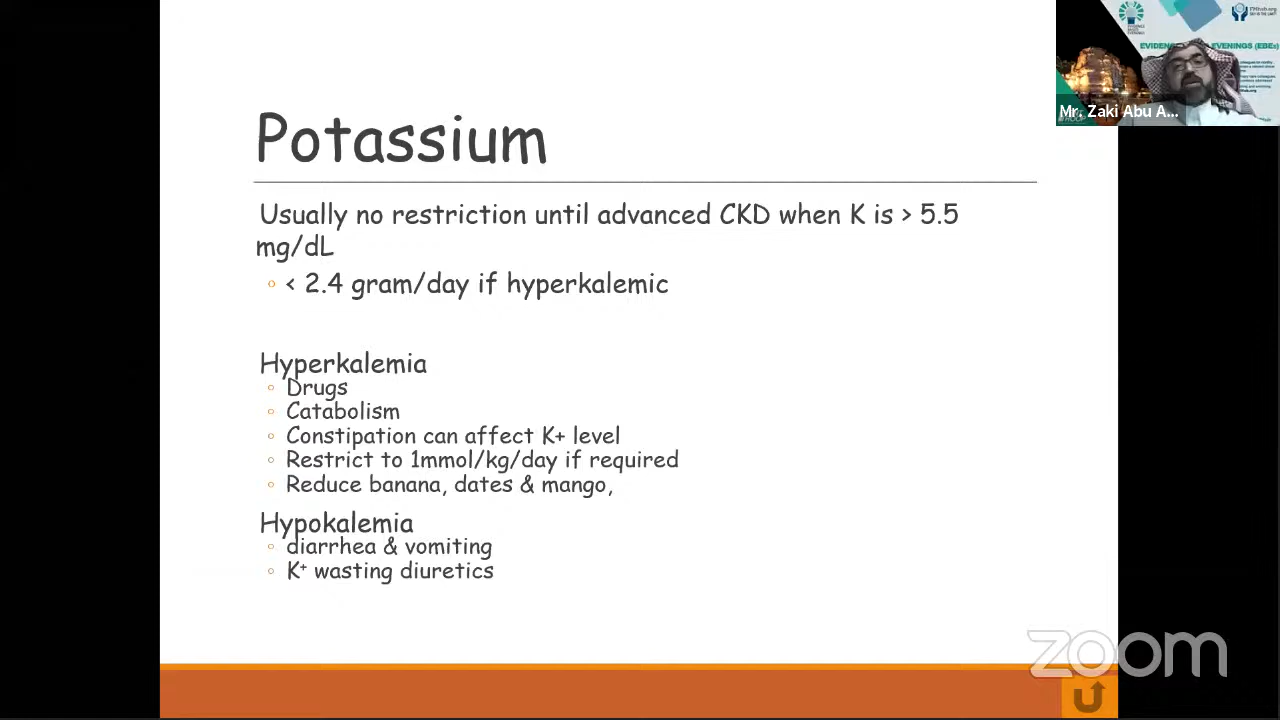 Potassium
Usually no restriction until advanced CKD when K is > 5.5
mg/dL
◦ < 2.4 gram/day if hyperkalemic
Hyperkalemia
◦ Drugs
◦ Catabolism
◦ Constipation can affect K+ level
◦ Restrict to 1mmol/kg/day if required
◦ Reduce banana, dates & mango,
Hypokalemia
◦ diarrhea & vomiting
◦ K⁺ wasting diuretics
EVENINGS (EBEs)
Mr. Zaki Abu A...
zoom